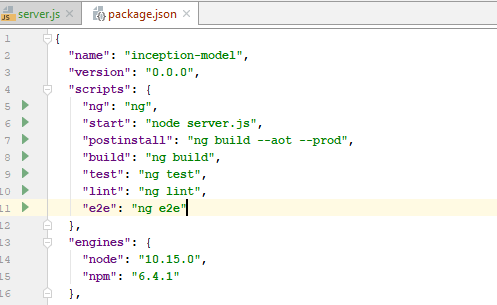 server.js package.json
1 {
2 "name": "inception-model",
3 "version": "0.0.0",
4 "scripts": {
5 "ng": "ng",
6 "start": "node server.js",
7 "postinstall": "ng build --aot --prod",
8 "build": "ng build",
9 "test": "ng test",
10 "lint": "ng lint",
11 "e2e": "ng e2e"
12 },
13 "engines": {
14 "node": "10.15.0",
15 "npm": "6.4.1"
16 },